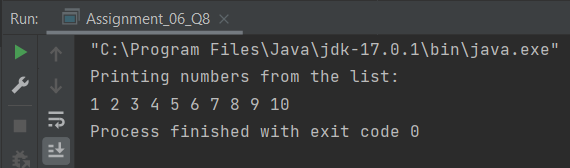 Run: Assignment_06_Q8
"C:\Program Files\Java\jdk-17.0.1\bin\java.exe"
Printing numbers from the list:
1 2 3 4 5 6 7 8 9 10
Process finished with exit code 0